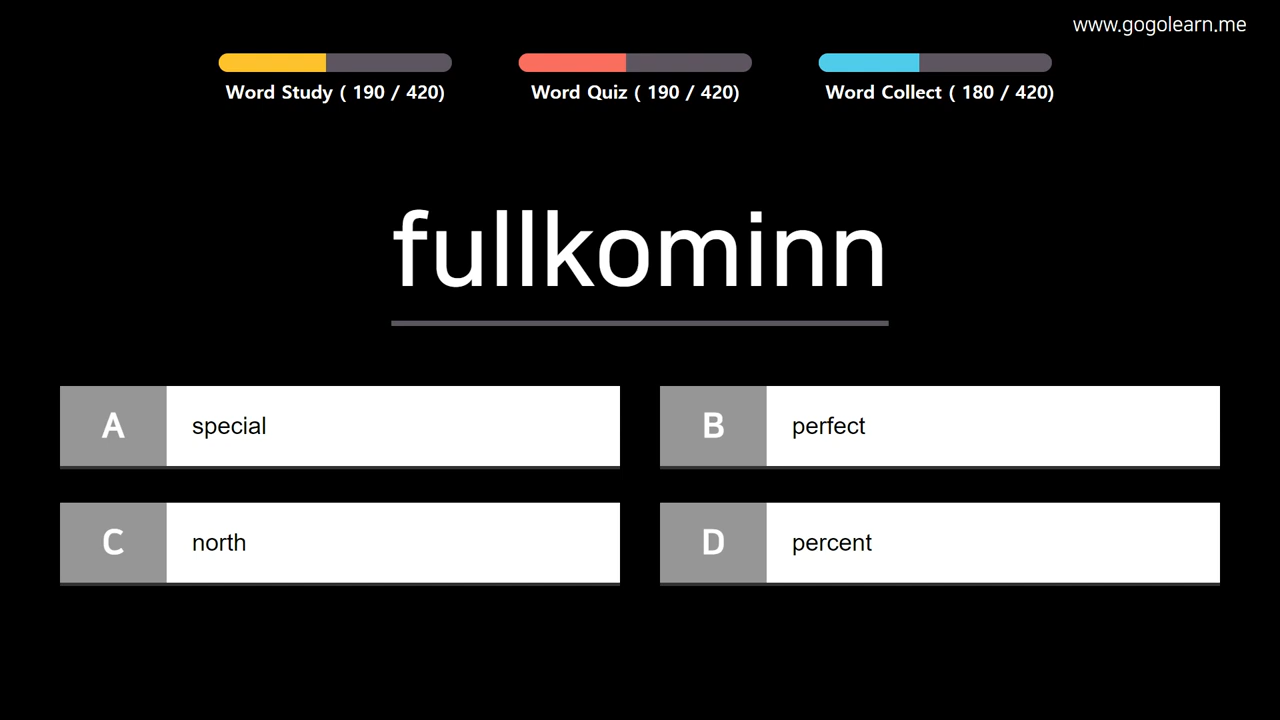 www.gogolearn.me
Word Study ( 190 / 420)
Word Quiz ( 190 / 420)
Word Collect ( 180 / 420)
fullkominn
A special
B perfect
C north
D percent